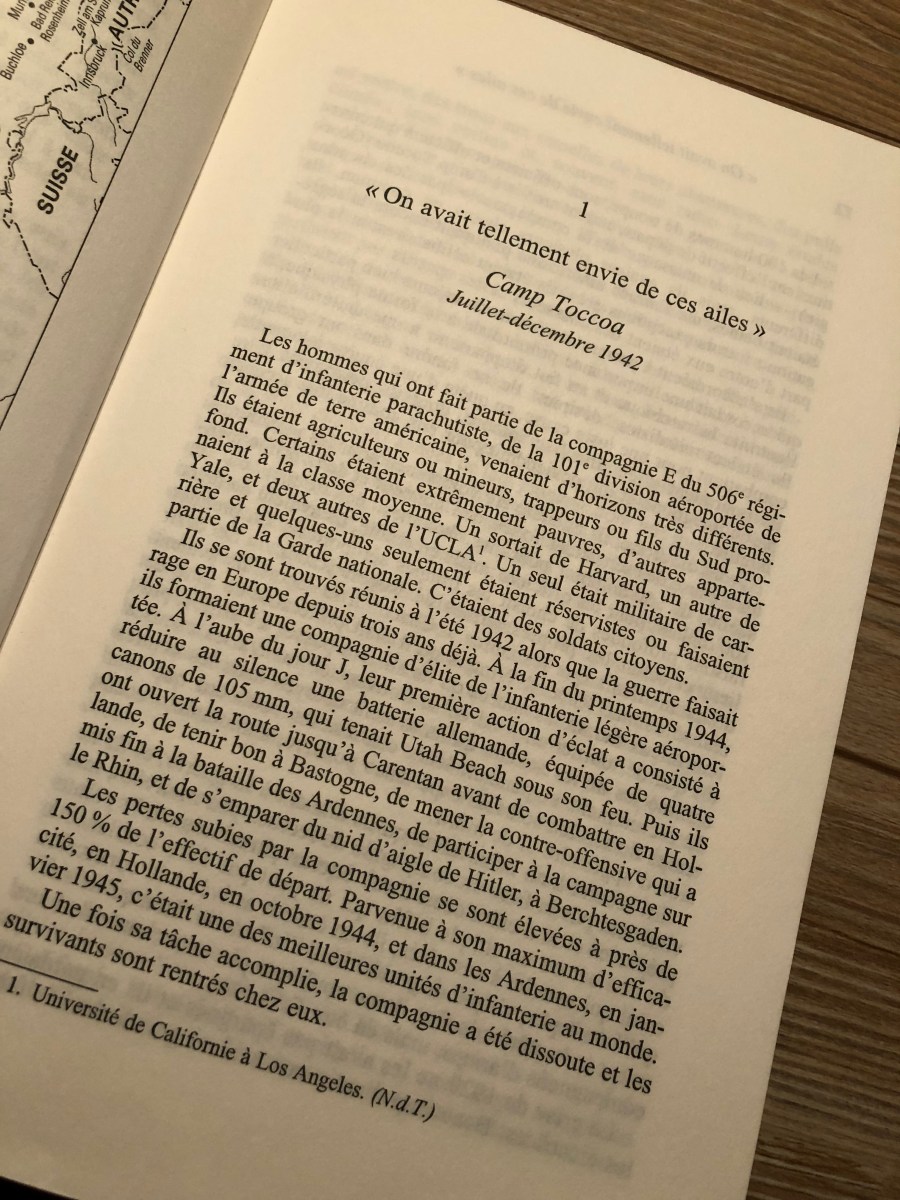 Mun
Buchloe
Bad Rei
Rosenheim
Zell am S
Kaprun
AUTR
Innsbruck
Col du
Brenner
SUISSE
1
« On avait tellement envie de ces ailes »
Camp Toccoa
Juillet-décembre 1942
Les hommes qui ont fait partie de la compagnie E du 506e régi-
ment d'infanterie parachutiste, de la 101e division aéroportée de
l'armée de terre américaine, venaient d'horizons très différents.
Ils étaient agriculteurs ou mineurs, trappeurs ou fils du Sud pro-
fond. Certains étaient extrêmement pauvres, d'autres apparte-
naient à la classe moyenne. Un sortait de Harvard, un autre de
Yale, et deux autres de l'UCLA1. Un seul était militaire de car-
rière et quelques-uns seulement étaient réservistes ou faisaient
partie de la Garde nationale. C'étaient des soldats citoyens.
Ils se sont trouvés réunis à l'été 1942 alors que la guerre faisait
rage en Europe depuis trois ans déjà. À la fin du printemps 1944,
ils formaient une compagnie d'élite de l'infanterie légère aéropor-
tée. À l'aube du jour J, leur première action d'éclat a consisté à
réduire au silence une batterie allemande, équipée de quatre
canons de 105 mm, qui tenait Utah Beach sous son feu. Puis ils
ont ouvert la route jusqu'à Carentan avant de combattre en Hol-
lande, de tenir bon à Bastogne, de mener la contre-offensive qui a
mis fin à la bataille des Ardennes, de participer à la campagne sur
le Rhin, et de s'emparer du nid d'aigle de Hitler, à Berchtesgaden.
Les pertes subies par la compagnie se sont élevées à près de
150 % de l'effectif de départ. Parvenue à son maximum d'effica-
cité, en Hollande, en octobre 1944, et dans les Ardennes, en jan-
vier 1945, c'était une des meilleures unités d'infanterie au monde.
Une fois sa tâche accomplie, la compagnie a été dissoute et les
survivants sont rentrés chez eux.
1. Université de Californie à Los Angeles. (N.d.T.)